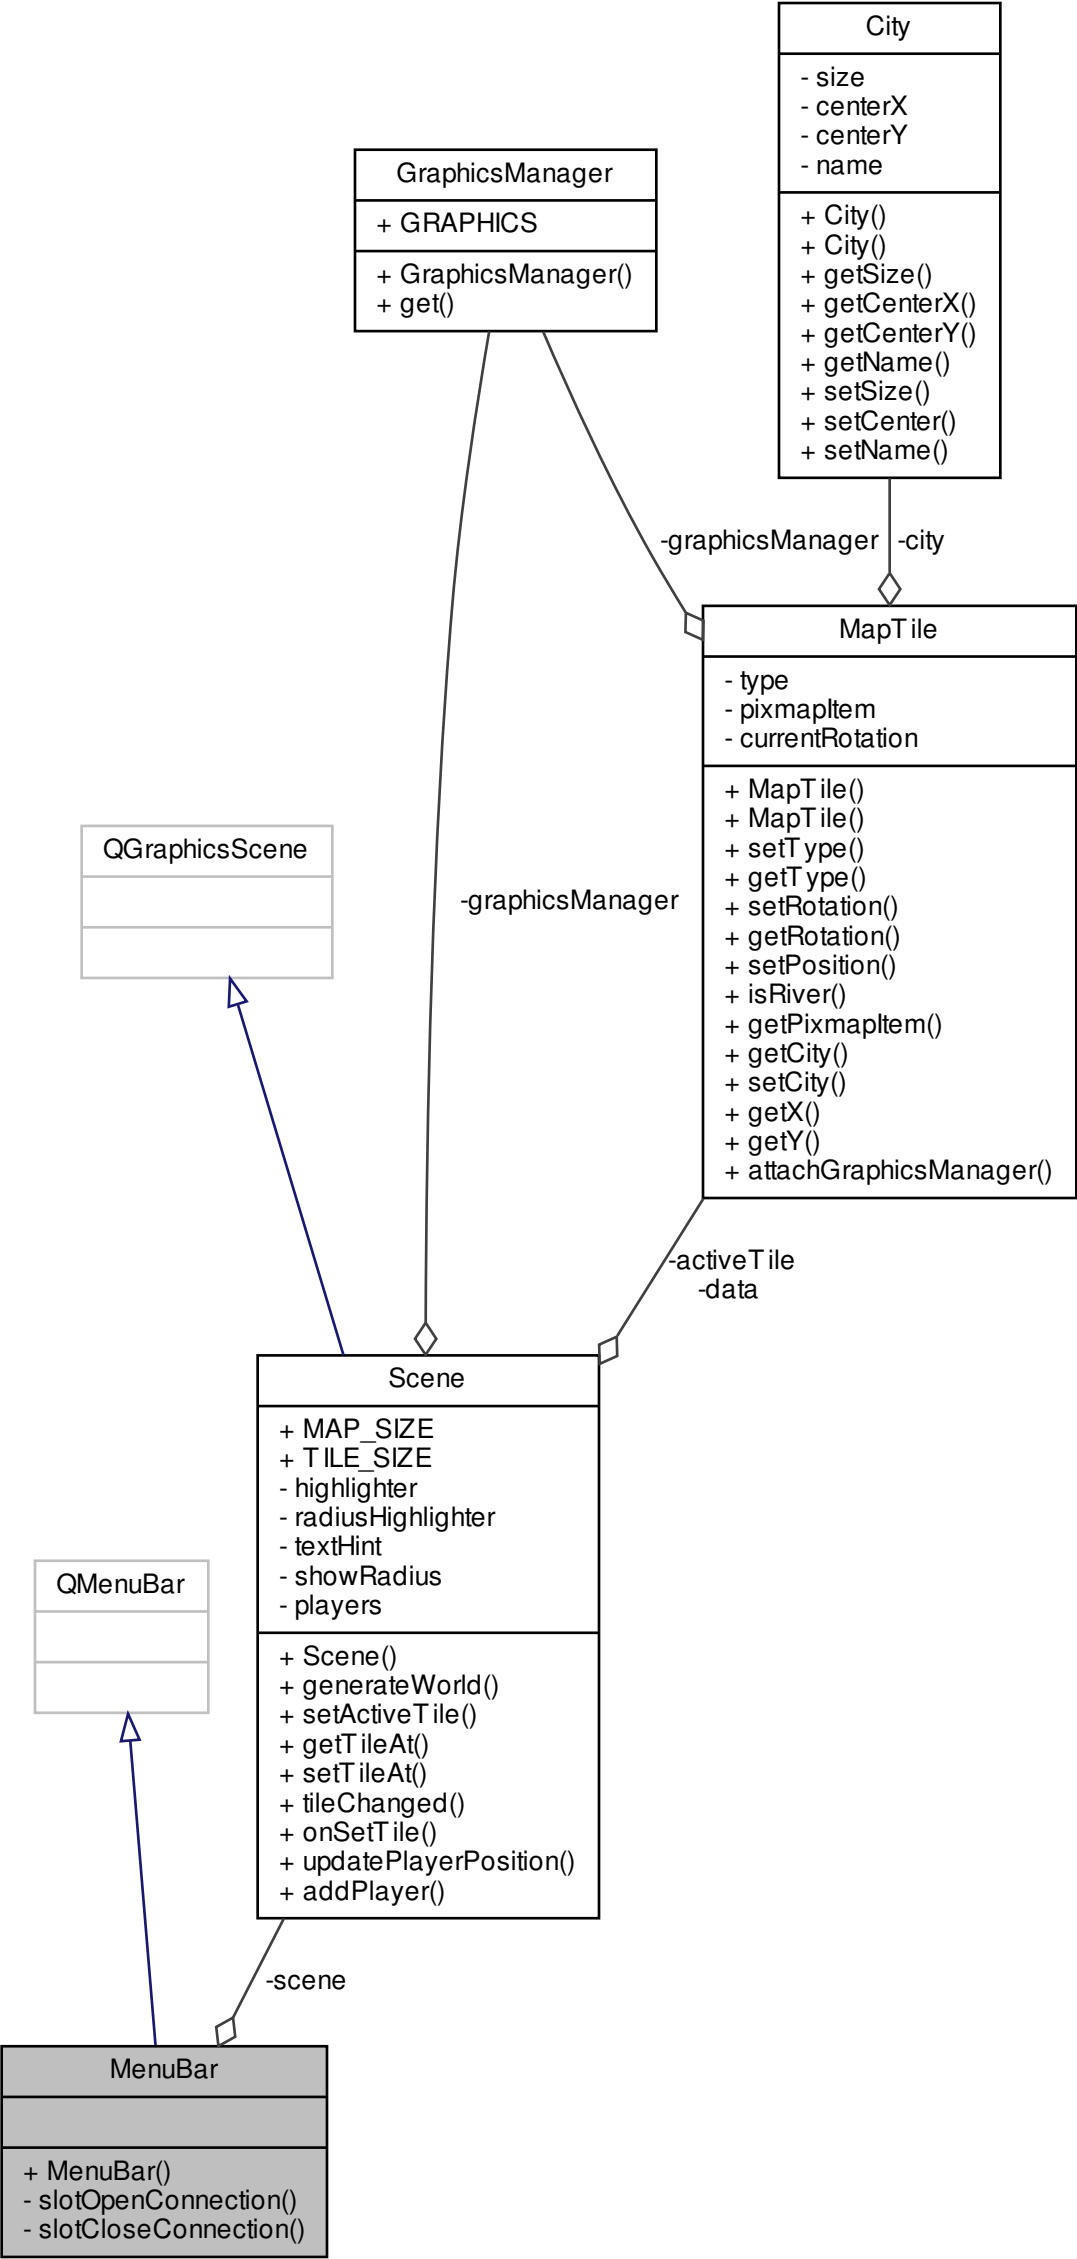 City
- size
- centerX
- centerY
- name
+ City()
+ City()
+ getSize()
+ getCenterX()
+ getCenterY()
+ getName()
+ setSize()
+ setCenter()
+ setName()
GraphicsManager
+ GRAPHICS
+ GraphicsManager()
+ get()
-graphicsManager
-city
MapTile
- type
- pixmapItem
- currentRotation
+ MapTile()
+ MapTile()
+ setType()
+ getType()
+ setRotation()
+ getRotation()
+ setPosition()
+ isRiver()
+ getPixmapItem()
+ getCity()
+ setCity()
+ getX()
+ getY()
+ attachGraphicsManager()
QGraphicsScene
-graphicsManager
-activeTile
-data
Scene
+ MAP_SIZE
+ TILE_SIZE
- highlighter
- radiusHighlighter
- textHint
- showRadius
- players
+ Scene()
+ generateWorld()
+ setActiveTile()
+ getTileAt()
+ setTileAt()
+ tileChanged()
+ onSetTile()
+ updatePlayerPosition()
+ addPlayer()
QMenuBar
-scene
MenuBar
+ MenuBar()
- slotOpenConnection()
- slotCloseConnection()